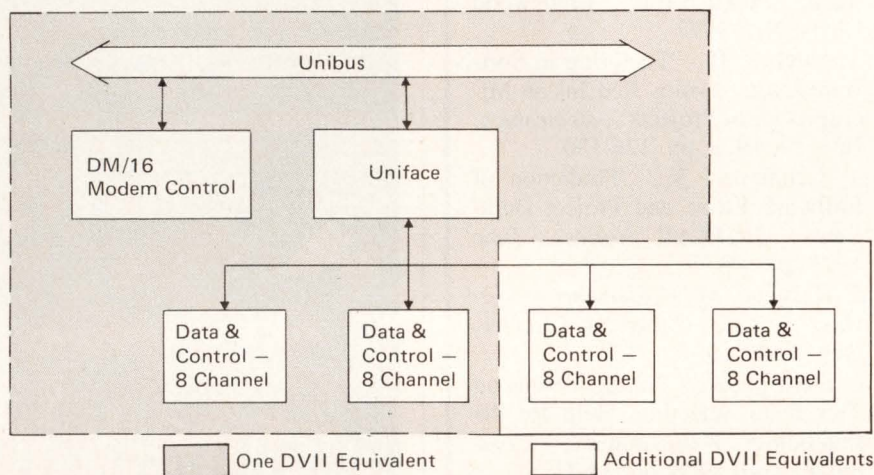 Unibus
DM/16
Modem Control
Uniface
Data &
Control –
8 Channel
Data &
Control –
8 Channel
Data &
Control –
8 Channel
Data &
Control –
8 Channel
One DVII Equivalent
Additional DVII Equivalents